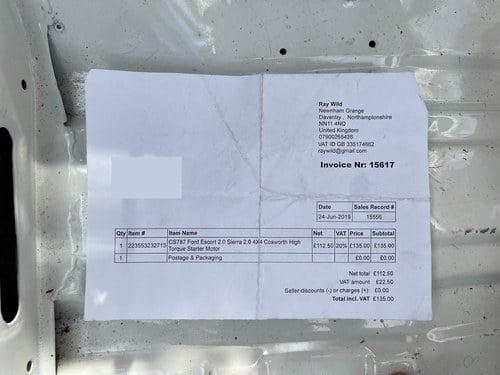 Ray Wild
Newnham Grange
Daventry , Northamptonshire
NN11 4NQ
United Kingdom
07900265426
VAT ID GB 335174662
raywild@gmail.com
Invoice Nr: 15617
Date Sales Record #
24-Jun-2019 15556
Qty Item # Item Name Net VAT Price Subtotal
1 223553232713 CS787 Ford Escort 2.0 Sierra 2.0 4X4 Cosworth High Torque Starter Motor £112.50 20% £135.00 £135.00
1 Postage & Packaging £0.00 £0.00
Net total £112.50
VAT amount £22.50
Seller discounts (-) or charges (+): £0.00
Total incl. VAT £135.00